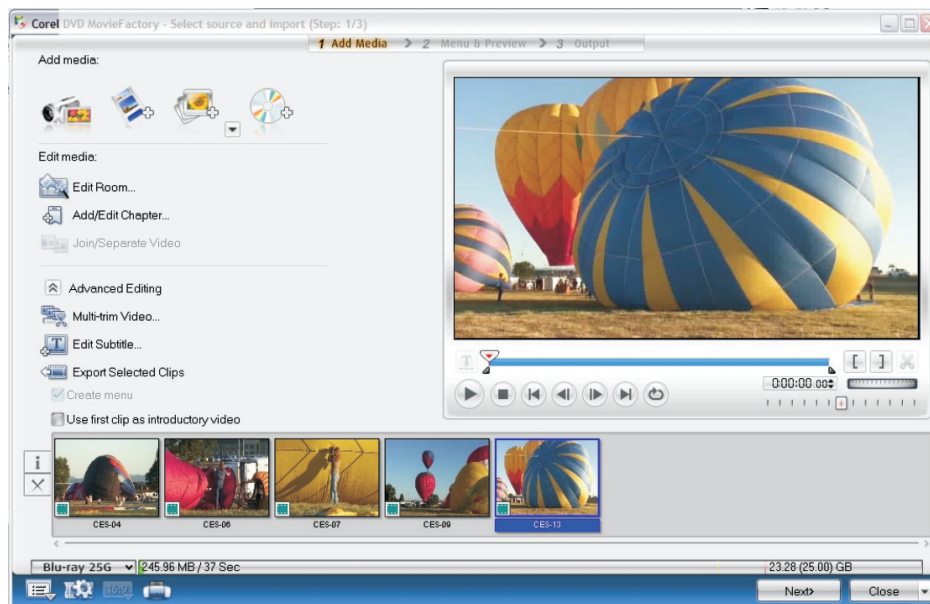 Corel DVD MovieFactory - Select source and import (Step: 1/3)
1 Add Media > 2 Menu & Preview > 3 Output
Add media:
Edit media:
Edit Room...
Add/Edit Chapter...
Join/Separate Video
Advanced Editing
Multi-trim Video...
T
Edit Subtitle...
Export Selected Clips
Create menu
Use first clip as introductory video
T
[ ]
0:00:00.00
i
CES-04 CES-06 CES-07 CES-09 CES-13
Blu-ray 25G 245.96 MB / 37 Sec 23.28 (25.00) GB
16:9
Next> Close